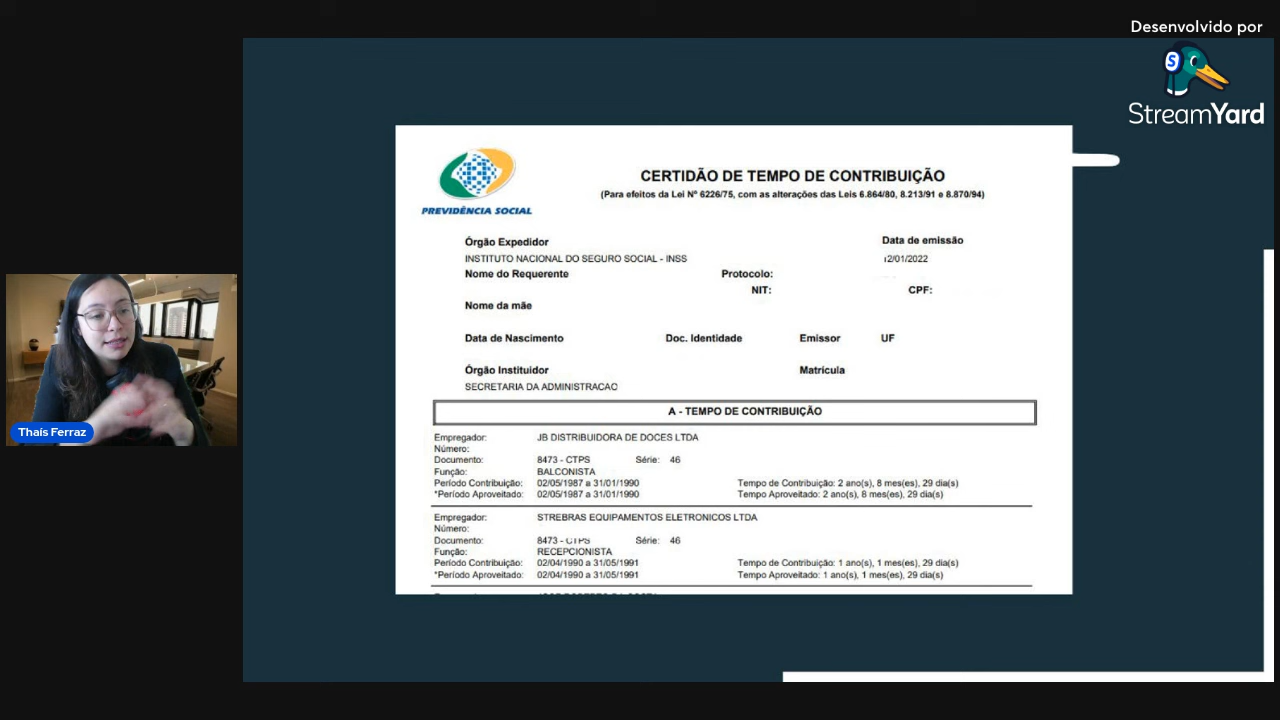 Desenvolvido por
S
StreamYard
PREVIDÊNCIA SOCIAL
CERTIDÃO DE TEMPO DE CONTRIBUIÇÃO
(Para efeitos da Lei Nº 6226/75, com as alterações das Leis 6.864/80, 8.213/91 e 8.870/94)
Órgão Expedidor Data de emissão
INSTITUTO NACIONAL DO SEGURO SOCIAL - INSS 12/01/2022
Nome do Requerente Protocolo:
NIT: CPF:
Nome da mãe
Data de Nascimento Doc. Identidade Emissor UF
Órgão Instituidor Matrícula
SECRETARIA DA ADMINISTRACAO
A - TEMPO DE CONTRIBUIÇÃO
Empregador: JB DISTRIBUIDORA DE DOCES LTDA
Número:
Documento: 8473 - CTPS Série: 46
Função: BALCONISTA
Período Contribuição: 02/05/1987 a 31/01/1990 Tempo de Contribuição: 2 ano(s), 8 mes(es), 29 dia(s)
*Período Aproveitado: 02/05/1987 a 31/01/1990 Tempo Aproveitado: 2 ano(s), 8 mes(es), 29 dia(s)
Empregador: STREBRAS EQUIPAMENTOS ELETRONICOS LTDA
Número:
Documento: 8473 - CTPS Série: 46
Função: RECEPCIONISTA
Período Contribuição: 02/04/1990 a 31/05/1991 Tempo de Contribuição: 1 ano(s), 1 mes(es), 29 dia(s)
*Período Aproveitado: 02/04/1990 a 31/05/1991 Tempo Aproveitado: 1 ano(s), 1 mes(es), 29 dia(s)
Thaís Ferraz